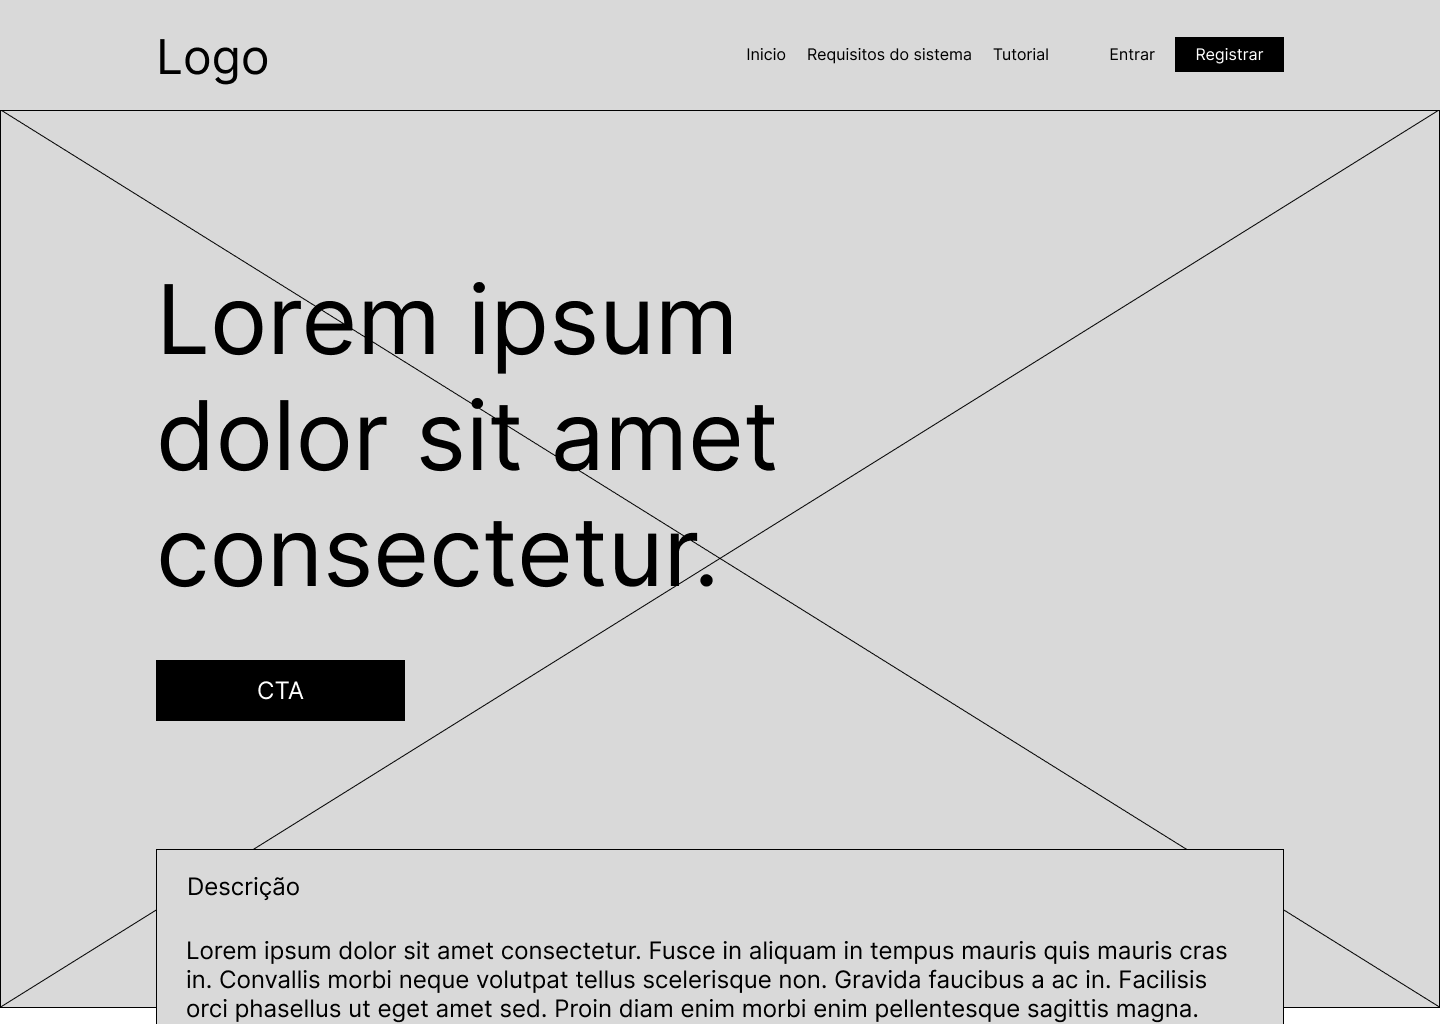 Logo
Inicio Requisitos do sistema Tutorial Entrar Registrar
Lorem ipsum
dolor sit amet
consectetur.
CTA
Descrição
Lorem ipsum dolor sit amet consectetur. Fusce in aliquam in tempus mauris quis mauris cras
in. Convallis morbi neque volutpat tellus scelerisque non. Gravida faucibus a ac in. Facilisis
orci phasellus ut eget amet sed. Proin diam enim morbi enim pellentesque sagittis magna.